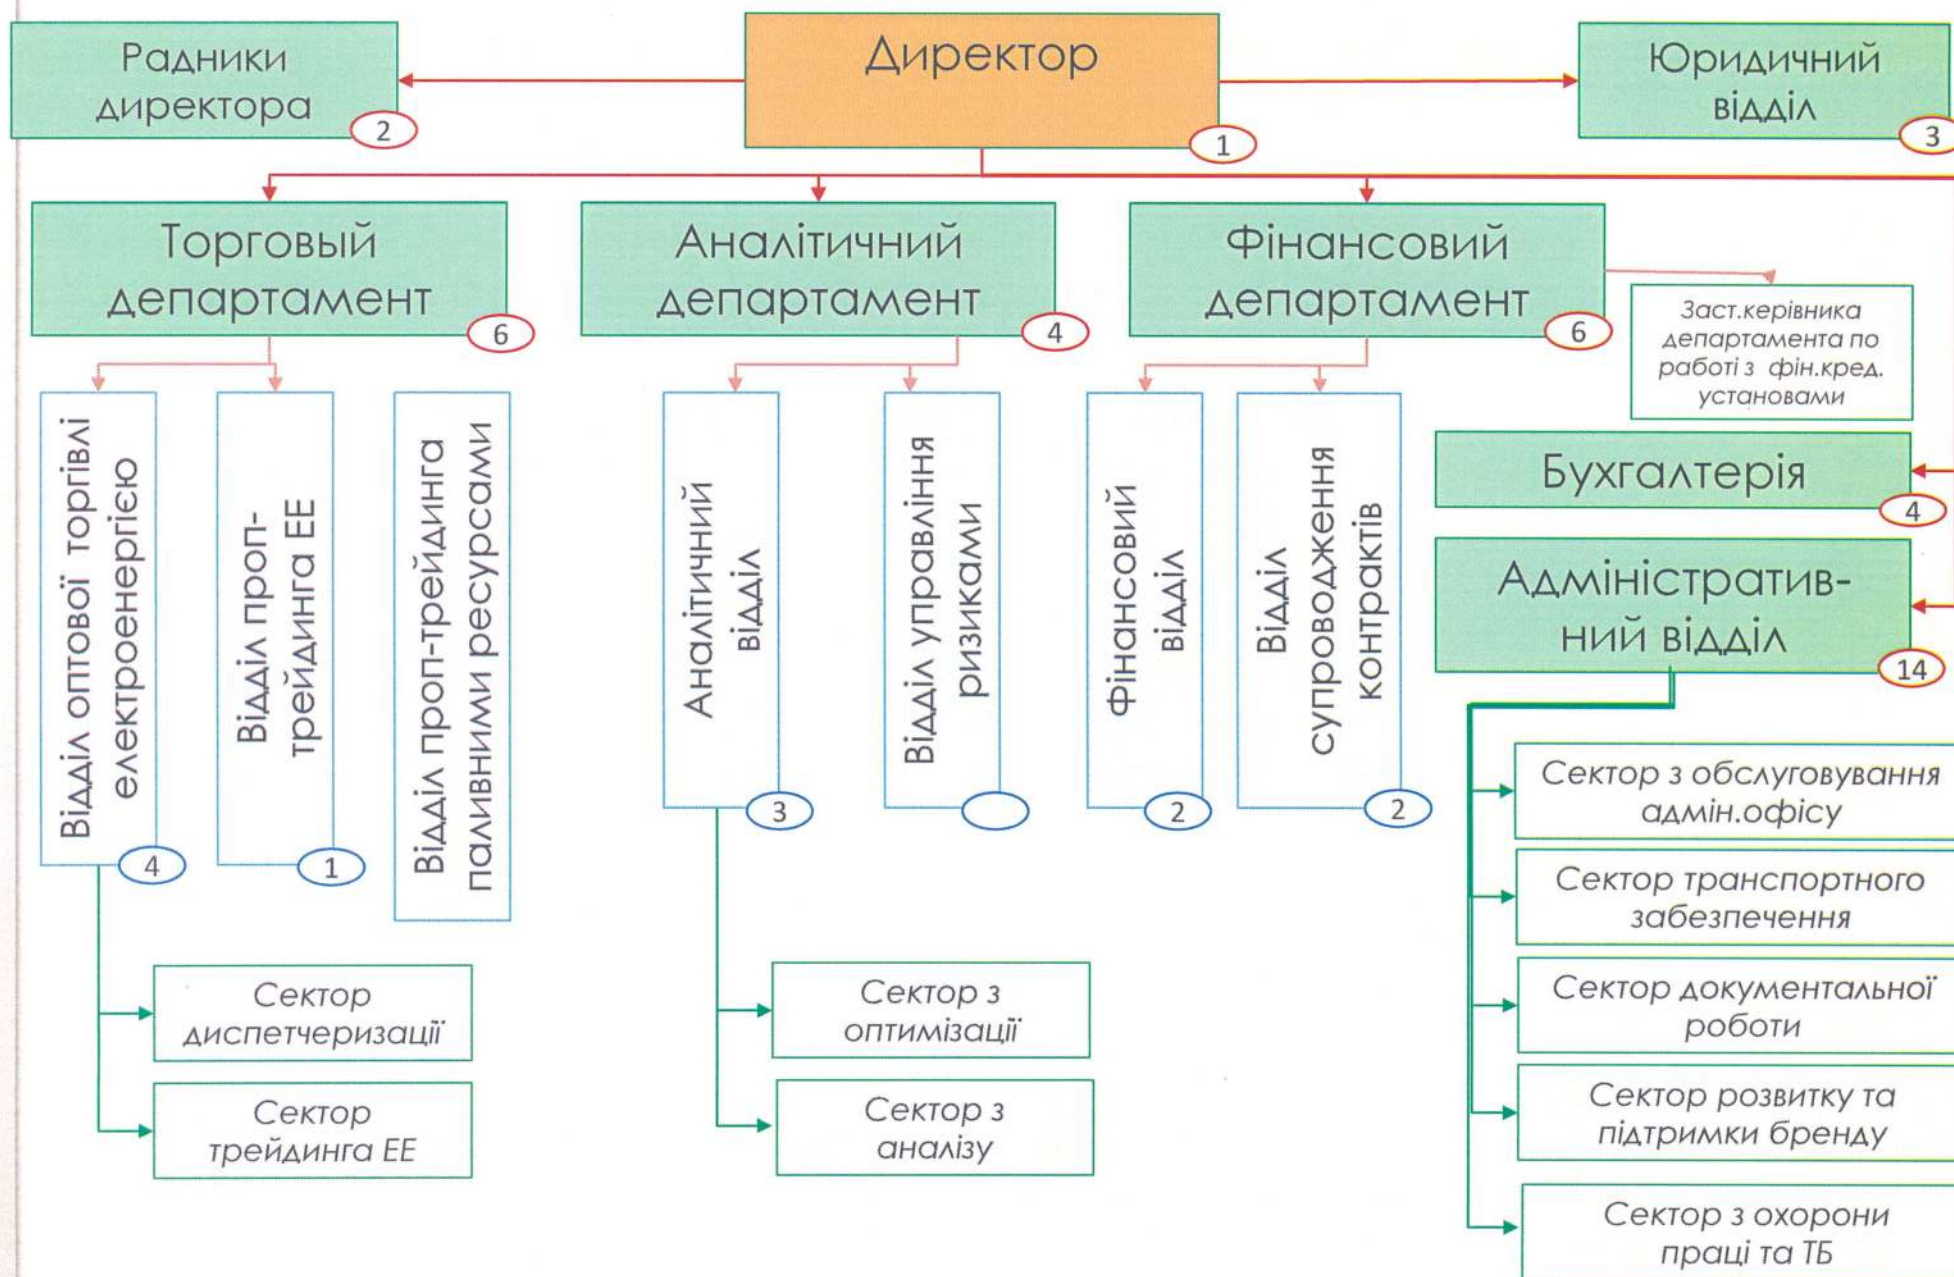 Радники
директора
2
Директор
1
Юридичний
відділ
3
Торговый
департамент
6
Аналітичний
департамент
4
Фінансовий
департамент
6
Заст.керівника
департамента по
работі з фін.кред.
установами
Відділ оптової торгівлі
електроенергією
4
Відділ проп-
трейдинга ЕЕ
1
Відділ проп-трейдинга
паливними ресурсами
Аналітичний
відділ
3
Відділ управління
ризиками
Фінансовий
відділ
2
Відділ
супроводження
контрактів
2
Бухгалтерія
4
Адміністратив-
ний відділ
14
Сектор з обслуговування
адмін.офісу
Сектор транспортного
забезпечення
Сектор документальної
роботи
Сектор розвитку та
підтримки бренду
Сектор з охорони
праці та ТБ
Сектор
диспетчеризації
Сектор
трейдинга ЕЕ
Сектор з
оптимізації
Сектор з
аналізу